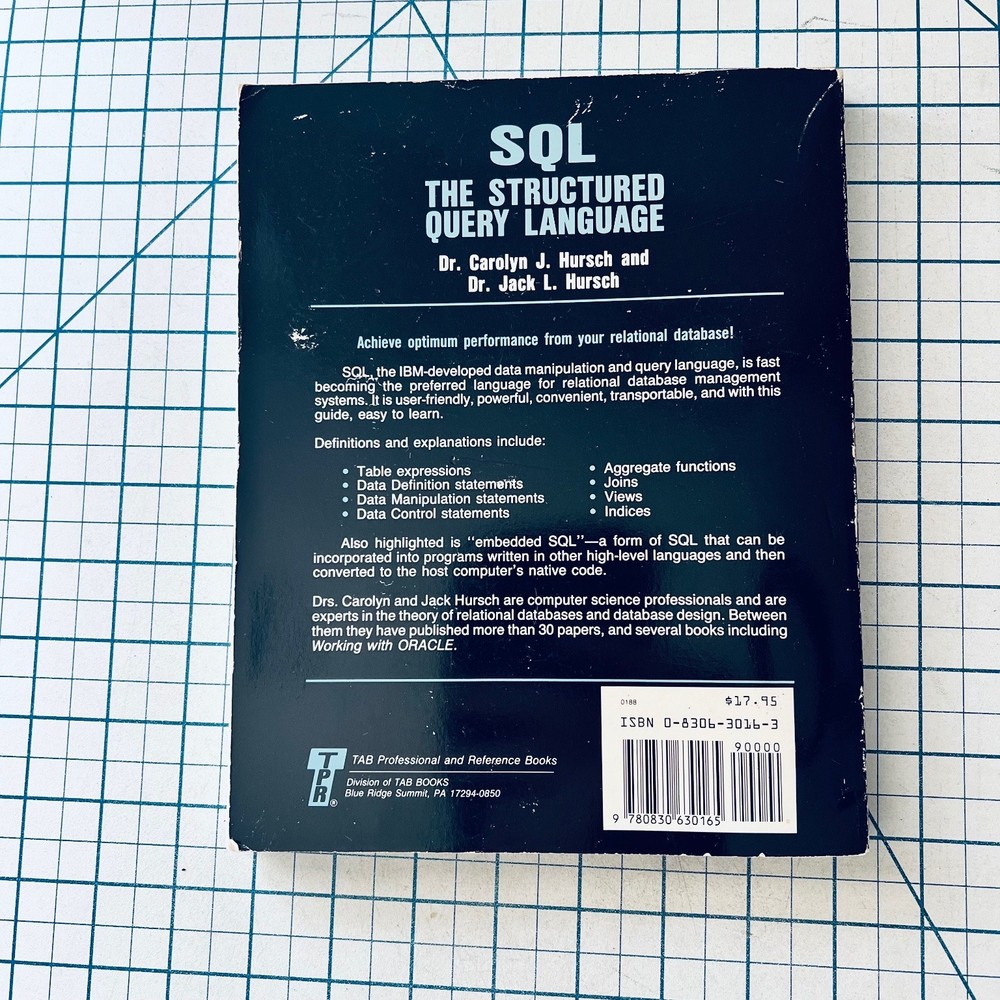 SQL
THE STRUCTURED
QUERY LANGUAGE
Dr. Carolyn J. Hursch and
Dr. Jack L. Hursch
Achieve optimum performance from your relational database!
SQL, the IBM-developed data manipulation and query language, is fast
becoming the preferred language for relational database management
systems. It is user-friendly, powerful, convenient, transportable, and with this
guide, easy to learn.
Definitions and explanations include:
• Table expressions
• Data Definition statements
• Data Manipulation statements
• Data Control statements
• Aggregate functions
• Joins
• Views
• Indices
Also highlighted is “embedded SQL”—a form of SQL that can be
incorporated into programs written in other high-level languages and then
converted to the host computer's native code.
Drs. Carolyn and Jack Hursch are computer science professionals and are
experts in the theory of relational databases and database design. Between
them they have published more than 30 papers, and several books including
Working with ORACLE.
TPR®
TAB Professional and Reference Books
Division of TAB BOOKS
Blue Ridge Summit, PA 17294-0850
0188 $17.95
ISBN 0-8306-3016-3
90000
9 780830 630165